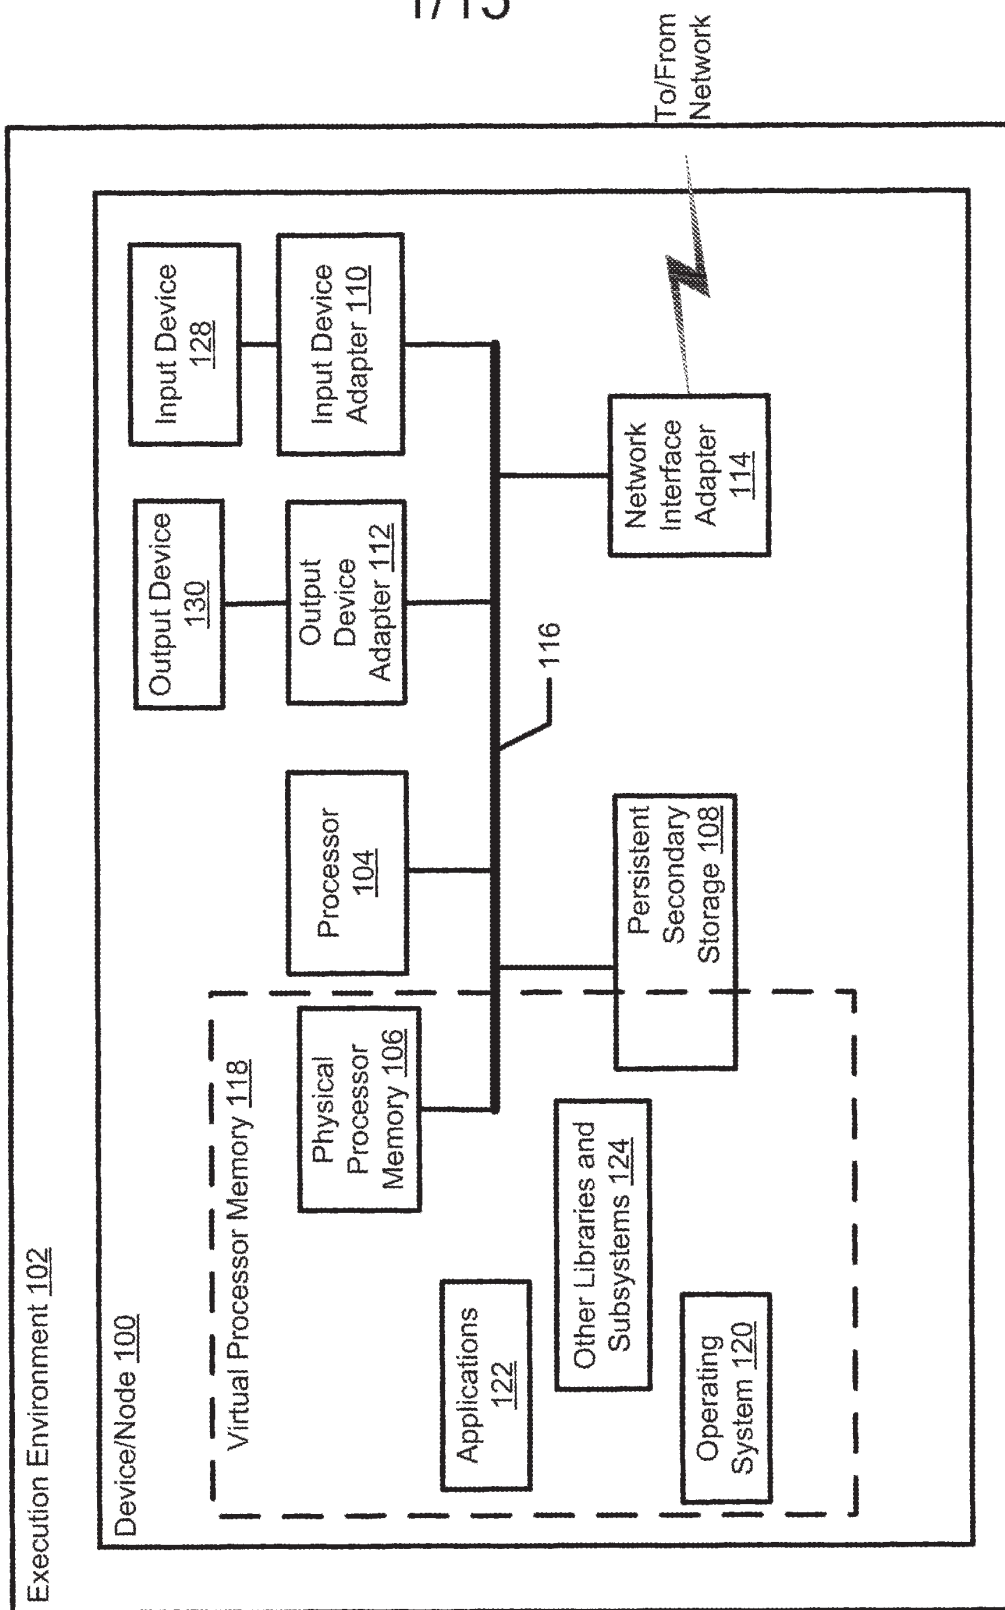 1/15
Execution Environment 102
Device/Node 100
Virtual Processor Memory 118
Physical
Processor
Memory 106
Processor
104
Output Device
130
Output
Device
Adapter 112
Input Device
128
Input Device
Adapter 110
Applications
122
Other Libraries and
Subsystems 124
Operating
System 120
Persistent
Secondary
Storage 108
116
Network
Interface
Adapter
114
To/From
Network